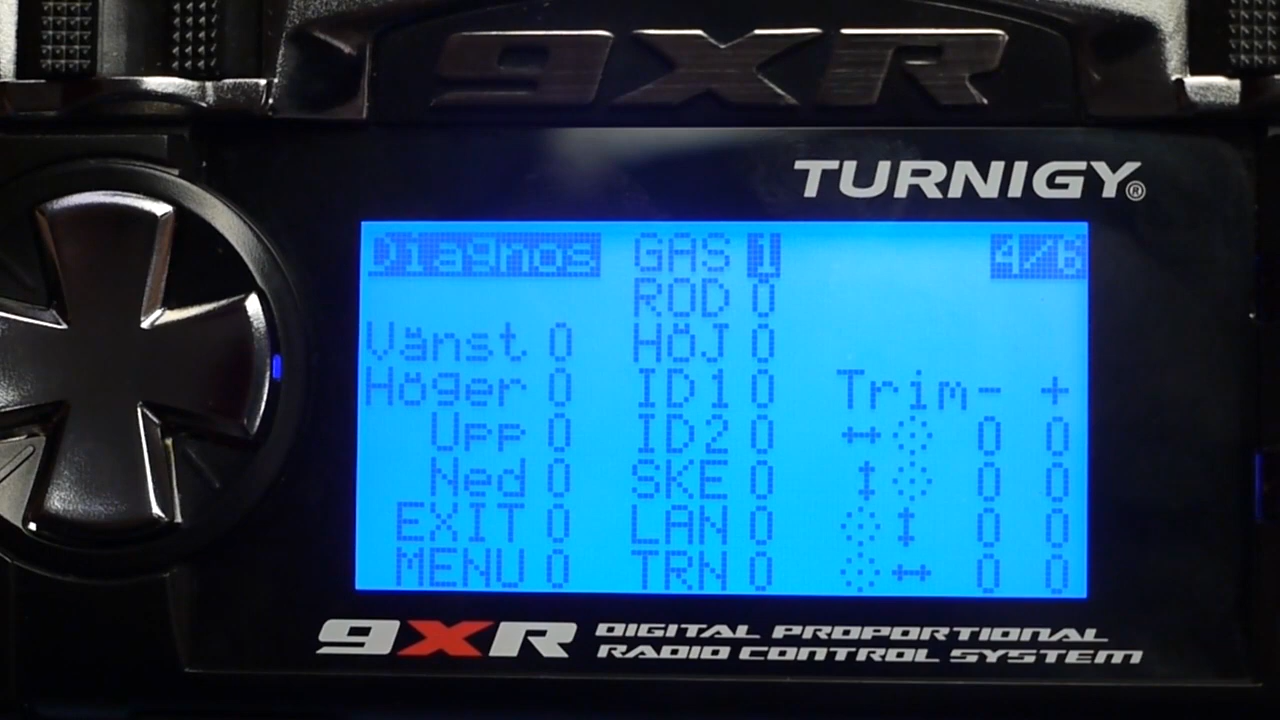 9XR
TURNIGY®
Diagnos GAS 1 4/6
ROD 0
Vänst 0 HÖJ 0
Höger 0 ID1 0 Trim- +
Upp 0 ID2 0 ↔ 0 0
Ned 0 SKE 0 ↕ 0 0
EXIT 0 LAN 0 ↕ 0 0
MENU 0 TRN 0 ↔ 0 0
9XR DIGITAL PROPORTIONAL
RADIO CONTROL SYSTEM